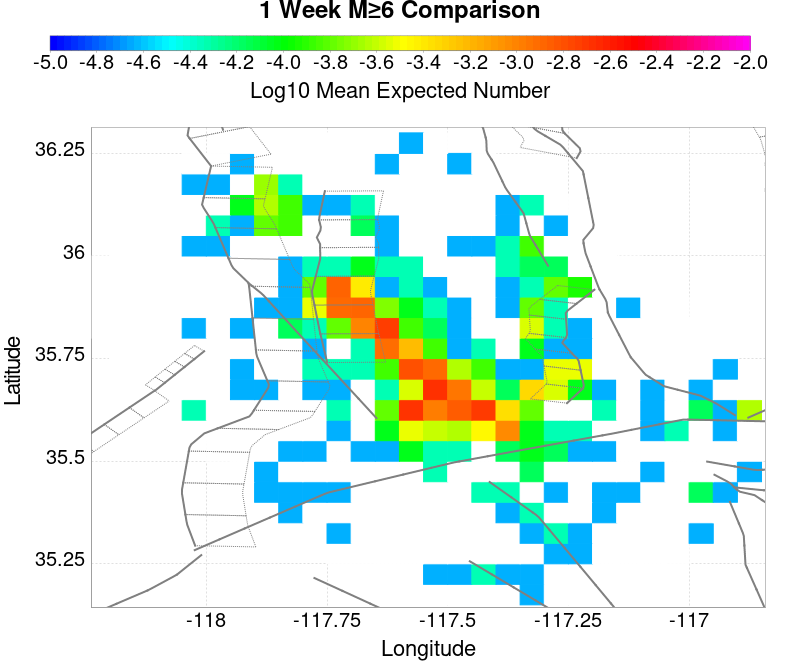 1 Week M≥6 Comparison
-5.0 -4.8 -4.6 -4.4 -4.2 -4.0 -3.8 -3.6 -3.4 -3.2 -3.0 -2.8 -2.6 -2.4 -2.2 -2.0
Log10 Mean Expected Number
36.25
36
35.75
35.5
35.25
Latitude
-118 -117.75 -117.5 -117.25 -117
Longitude